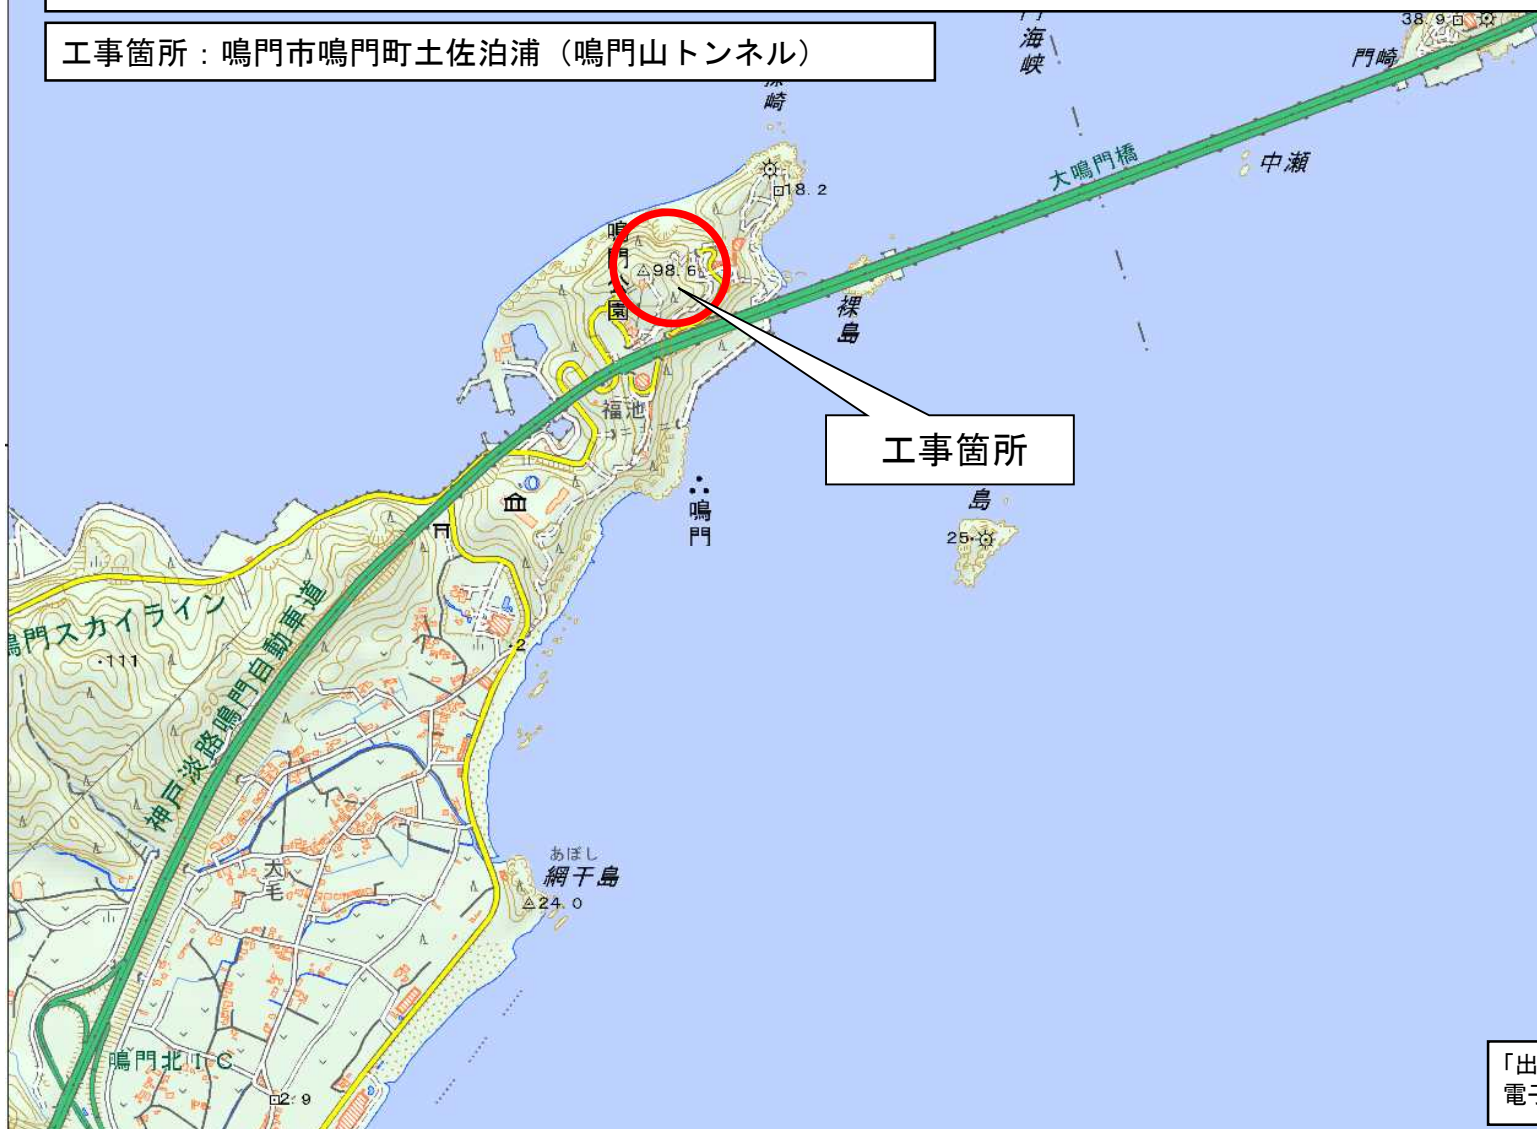 工事箇所：鳴門市鳴門町土佐泊浦（鳴門山トンネル）
海峡
38.9
門崎
崎
中瀬
大鳴門橋
18.2
鳴門公園
98.6
裸島
福池
工事箇所
鳴門
島
25
鳴門スカイライン
111
神戸淡路鳴門自動車道
2
あぼし
網干島
24.0
大毛
鳴門北IC
2.9
「出
電子